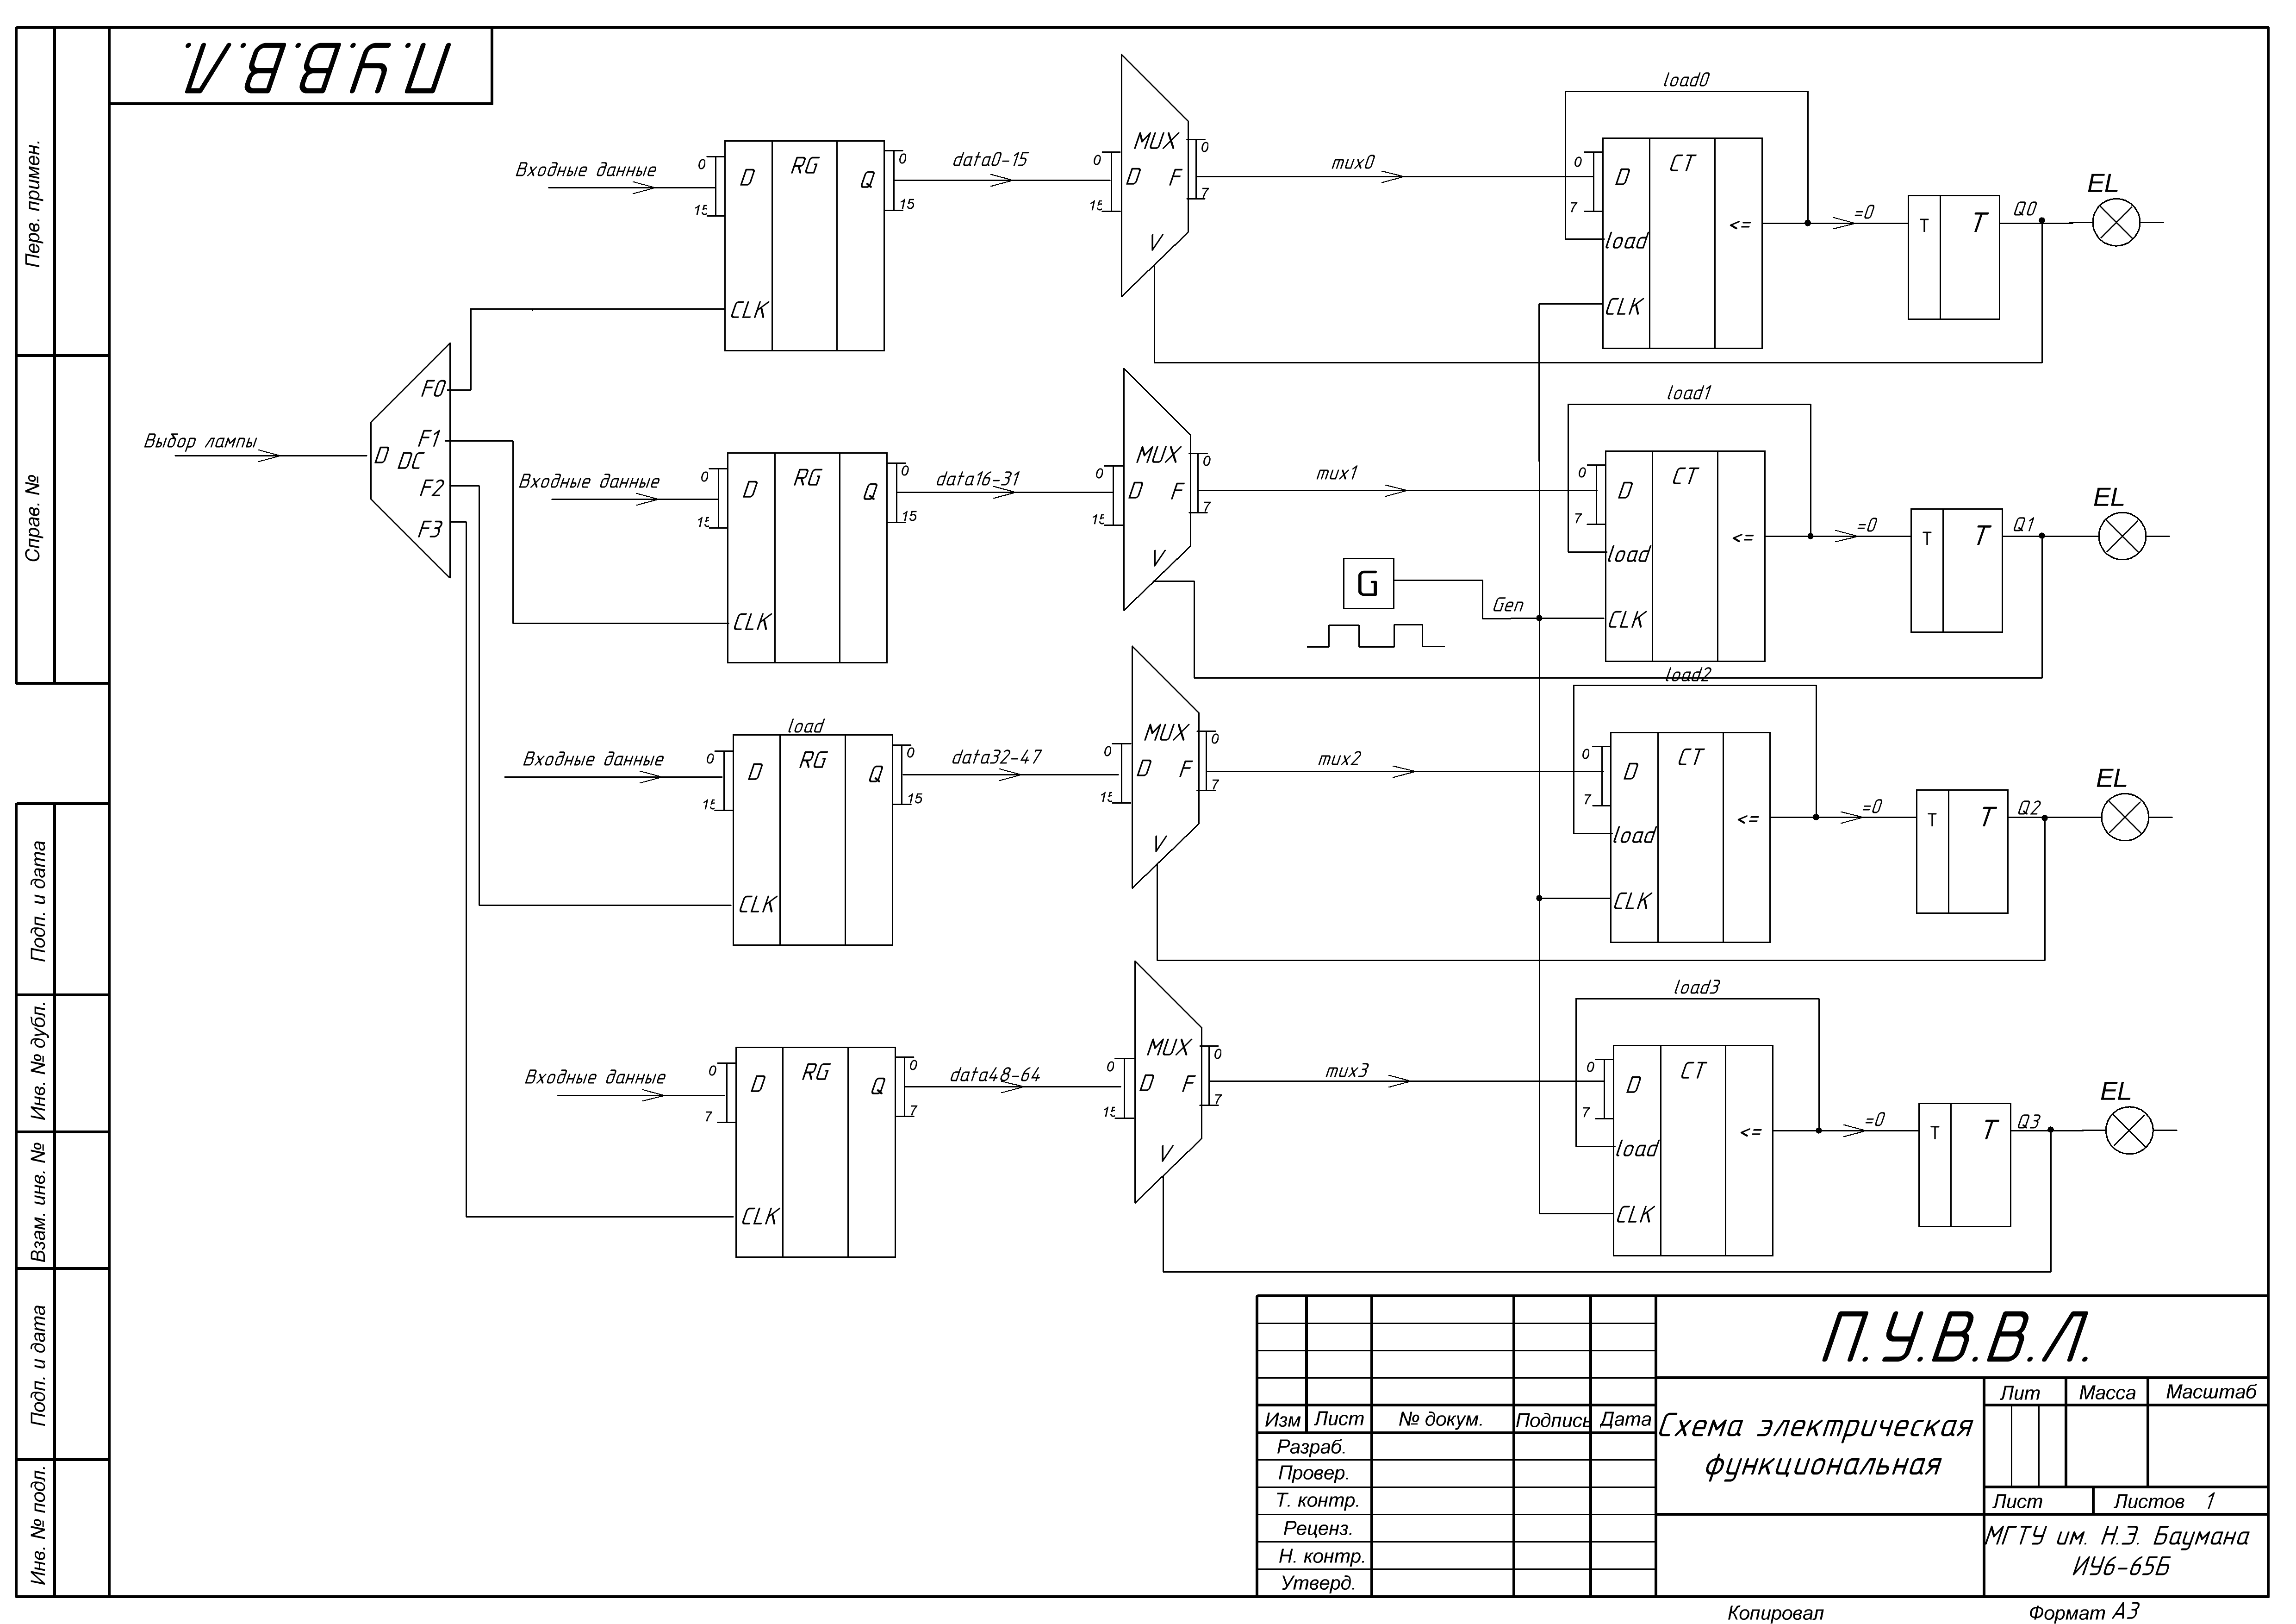 П.У.В.В.Л.
Перв. примен.
Справ. №
Подп. и дата
Инв. № дубл.
Взам. инв. №
Подп. и дата
Инв. № подл.
Выбор лампы
D DC
F0
F1
F2
F3
Входные данные
0
15
D RG Q
CLK
0
15
data0-15
0
15
MUX
D F
V
0
7
mux0
load0
0
7
D CT
load
<=
CLK
=0
T T
Q0
EL
Входные данные
0
15
D RG Q
CLK
0
15
data16-31
0
15
MUX
D F
V
0
7
mux1
load1
0
7
D CT
load
<=
CLK
=0
T T
Q1
EL
G
Gen
load
Входные данные
0
15
D RG Q
CLK
0
15
data32-47
0
15
MUX
D F
V
0
7
mux2
load2
0
7
D CT
load
<=
CLK
=0
T T
Q2
EL
Входные данные
0
7
D RG Q
CLK
0
7
data48-64
0
15
MUX
D F
V
0
7
mux3
load3
0
7
D CT
load
<=
CLK
=0
T T
Q3
EL
П.У.В.В.Л.
Изм Лист № докум. Подпись Дата
Разраб.
Провер.
Т. контр.
Реценз.
Н. контр.
Утверд.
Схема электрическая
функциональная
Лит Масса Масштаб
Лист Листов 1
МГТУ им. Н.Э. Баумана
ИУ6-65Б
Копировал Формат А3